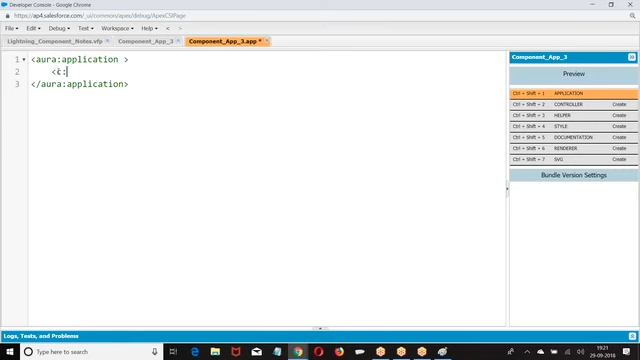 Developer Console
https://ap4.salesforce.com/_ui/common/apex/debug/ApexCSIPage
File Edit Debug Test Workspace Help < >
Lightning_Component_Notes.vfp Component_App_3 Component_App_3.app *
1 <aura:application >
2 <c:
3 </aura:application>
Component_App_3
Preview
Ctrl + Shift + 1 APPLICATION
Ctrl + Shift + 2 CONTROLLER Create
Ctrl + Shift + 3 HELPER Create
Ctrl + Shift + 4 STYLE Create
Ctrl + Shift + 5 DOCUMENTATION Create
Ctrl + Shift + 6 RENDERER Create
Ctrl + Shift + 7 SVG Create
Bundle Version Settings
Logs, Tests, and Problems
Type here to search
19:21
29-09-2018